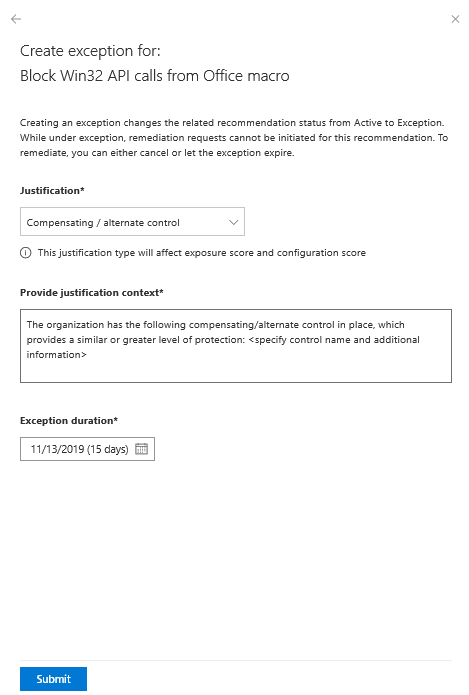 Create exception for:
Block Win32 API calls from Office macro
Creating an exception changes the related recommendation status from Active to Exception.
While under exception, remediation requests cannot be initiated for this recommendation. To
remediate, you can either cancel or let the exception expire.
Justification*
Compensating / alternate control
This justification type will affect exposure score and configuration score
Provide justification context*
The organization has the following compensating/alternate control in place, which
provides a similar or greater level of protection: <specify control name and additional
information>
Exception duration*
11/13/2019 (15 days)
Submit